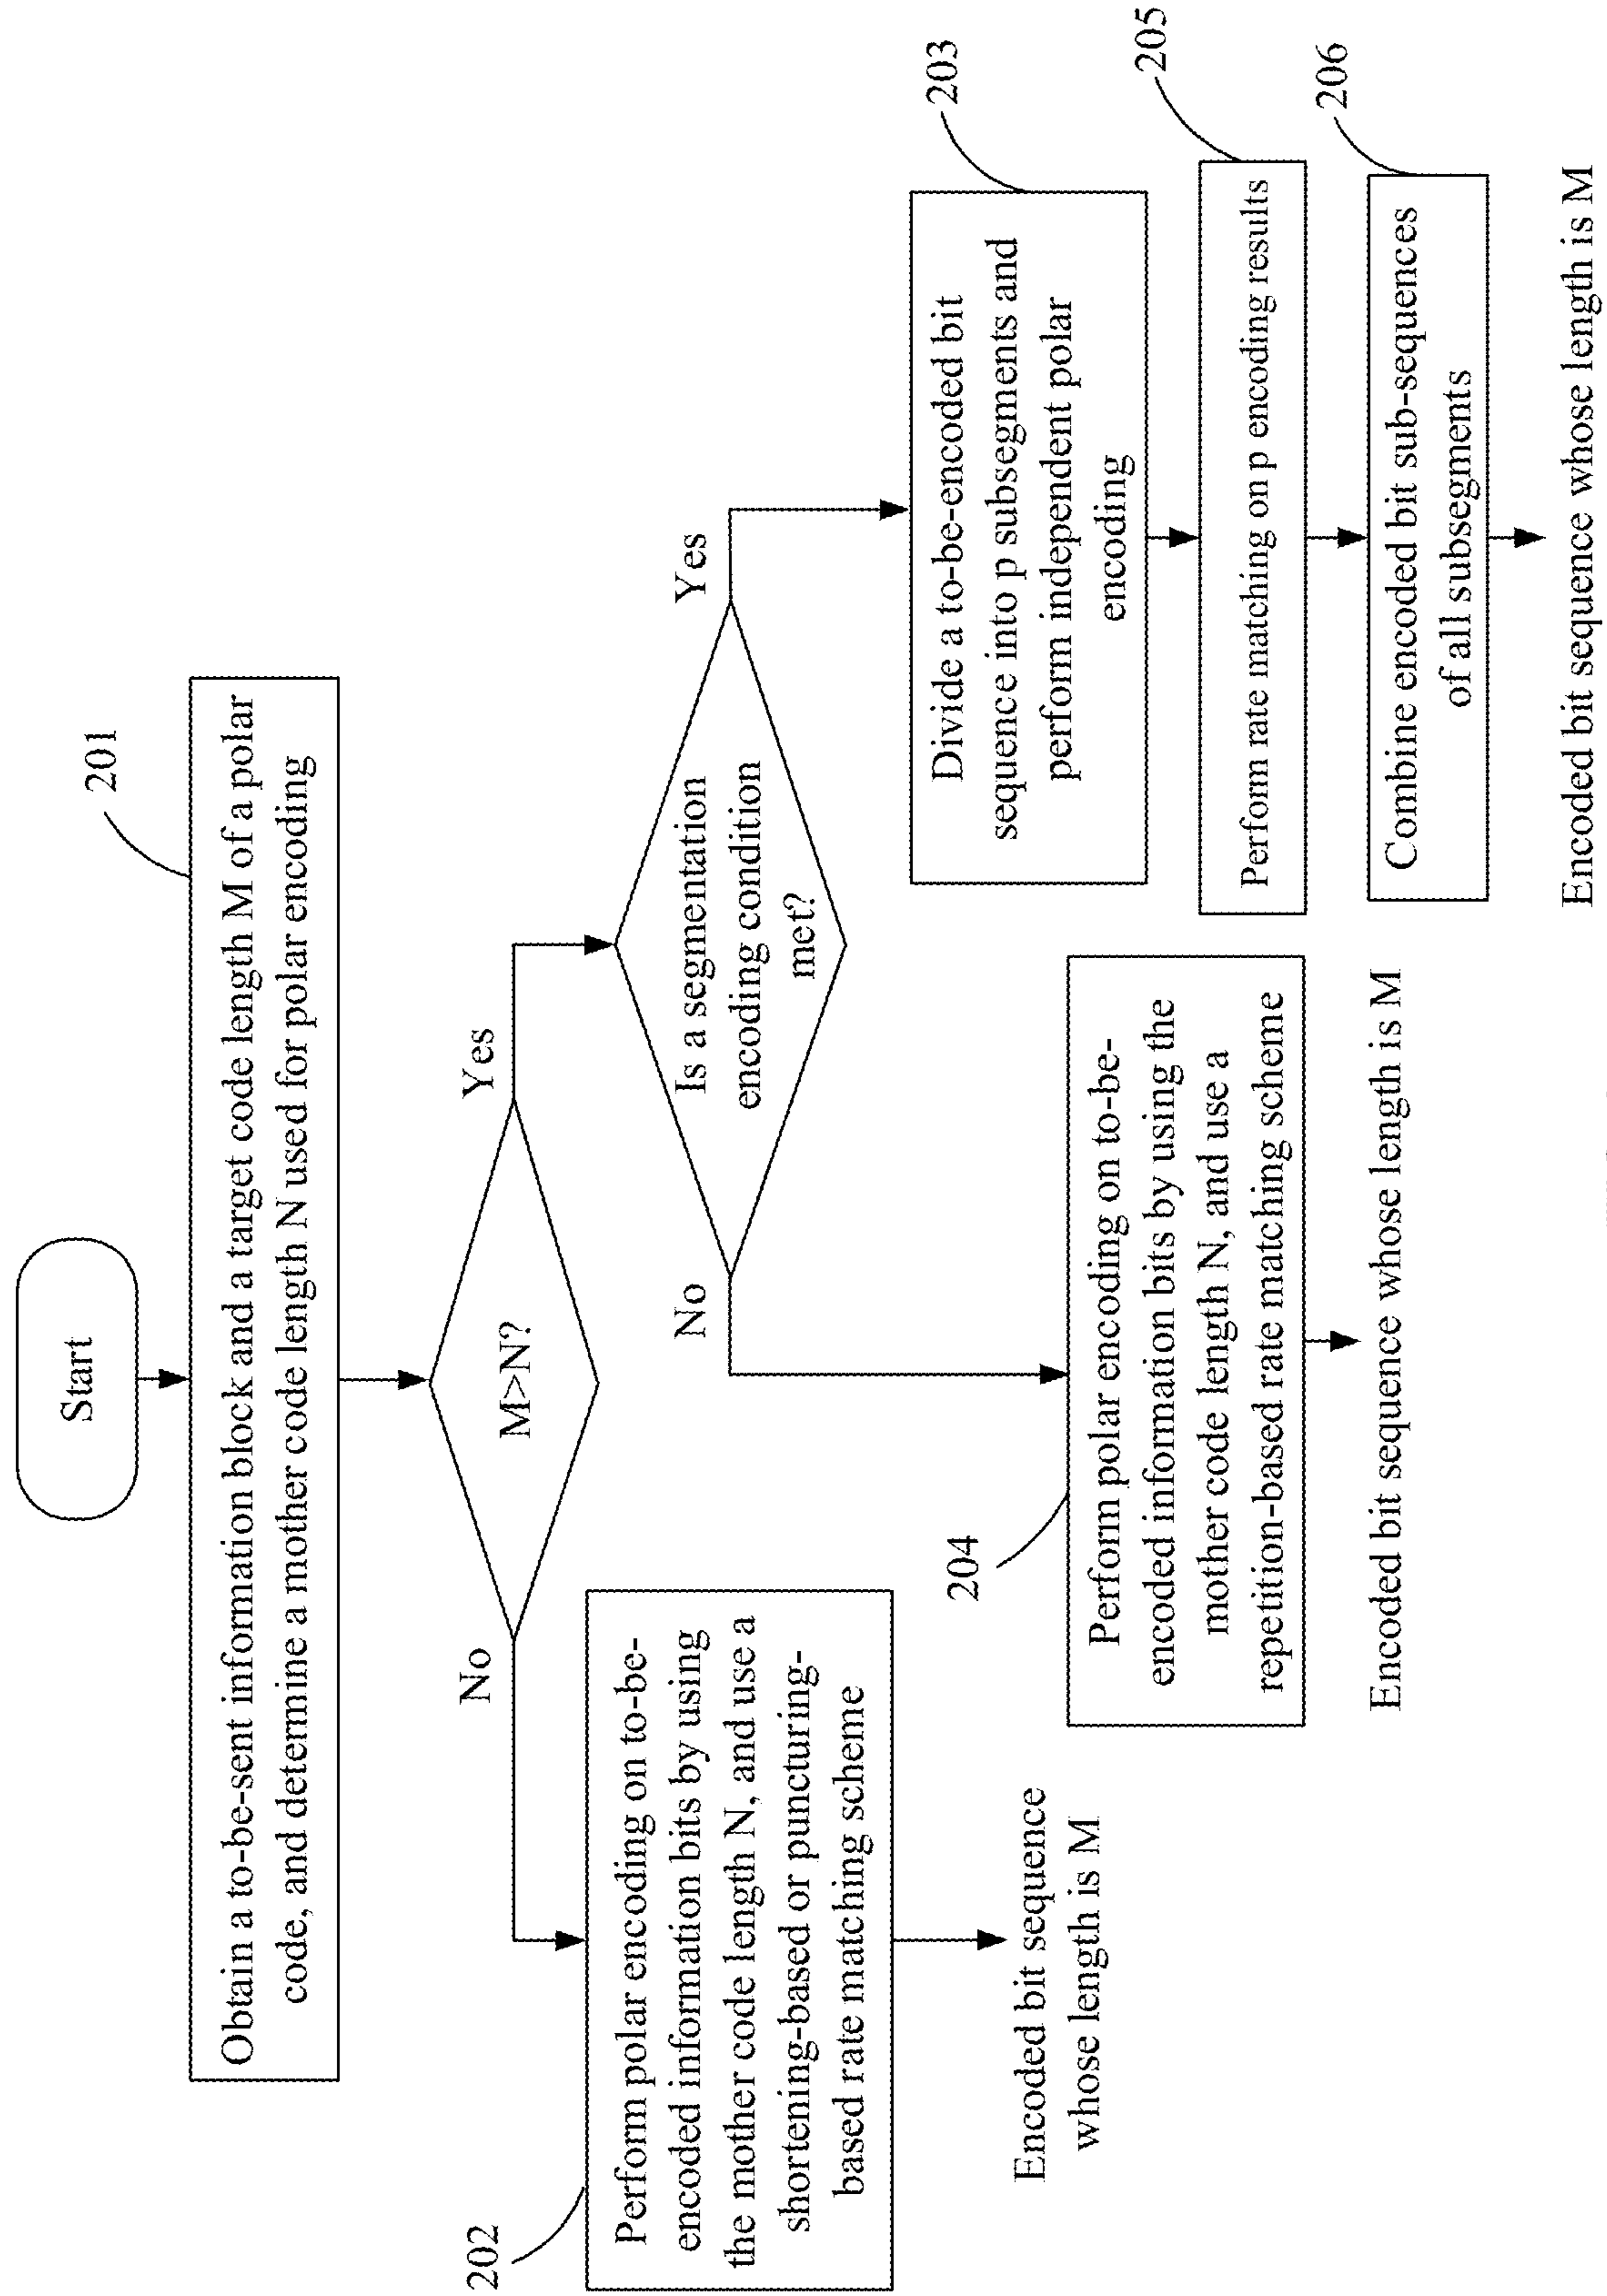 Start
201
Obtain a to-be-sent information block and a target code length M of a polar
code, and determine a mother code length N used for polar encoding
M>N?
No
Yes
202
Perform polar encoding on to-be-
encoded information bits by using
the mother code length N, and use a
shortening-based or puncturing-
based rate matching scheme
Encoded bit sequence
whose length is M
Is a segmentation
encoding condition
met?
No
Yes
204
Perform polar encoding on to-be-
encoded information bits by using the
mother code length N, and use a
repetition-based rate matching scheme
Encoded bit sequence whose length is M
203
Divide a to-be-encoded bit
sequence into p subsegments and
perform independent polar
encoding
205
Perform rate matching on p encoding results
206
Combine encoded bit sub-sequences
of all subsegments
Encoded bit sequence whose length is M